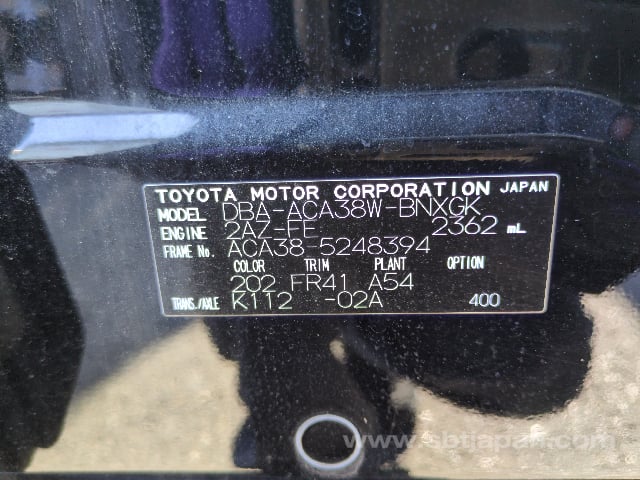 TOYOTA MOTOR CORPORATION JAPAN
MODEL DBA-ACA38W-BNXGK
ENGINE 2AZ-FE 2362 mL
FRAME No. ACA38-5248394
COLOR TRIM PLANT OPTION
202 FR41 A54
TRANS./AXLE K112 -02A 400
www.sbtjapan.com